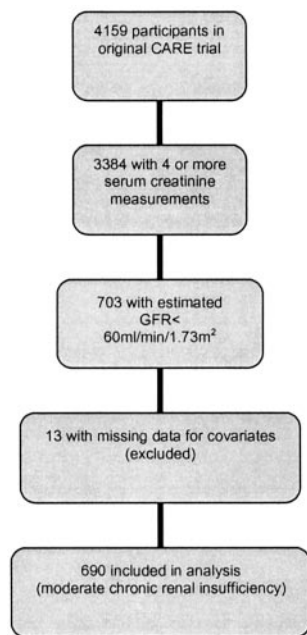 4159 participants in
original CARE trial
3384 with 4 or more
serum creatinine
measurements
703 with estimated
GFR<
60ml/min/1.73m²
13 with missing data for covariates
(excluded)
690 included in analysis
(moderate chronic renal insufficiency)